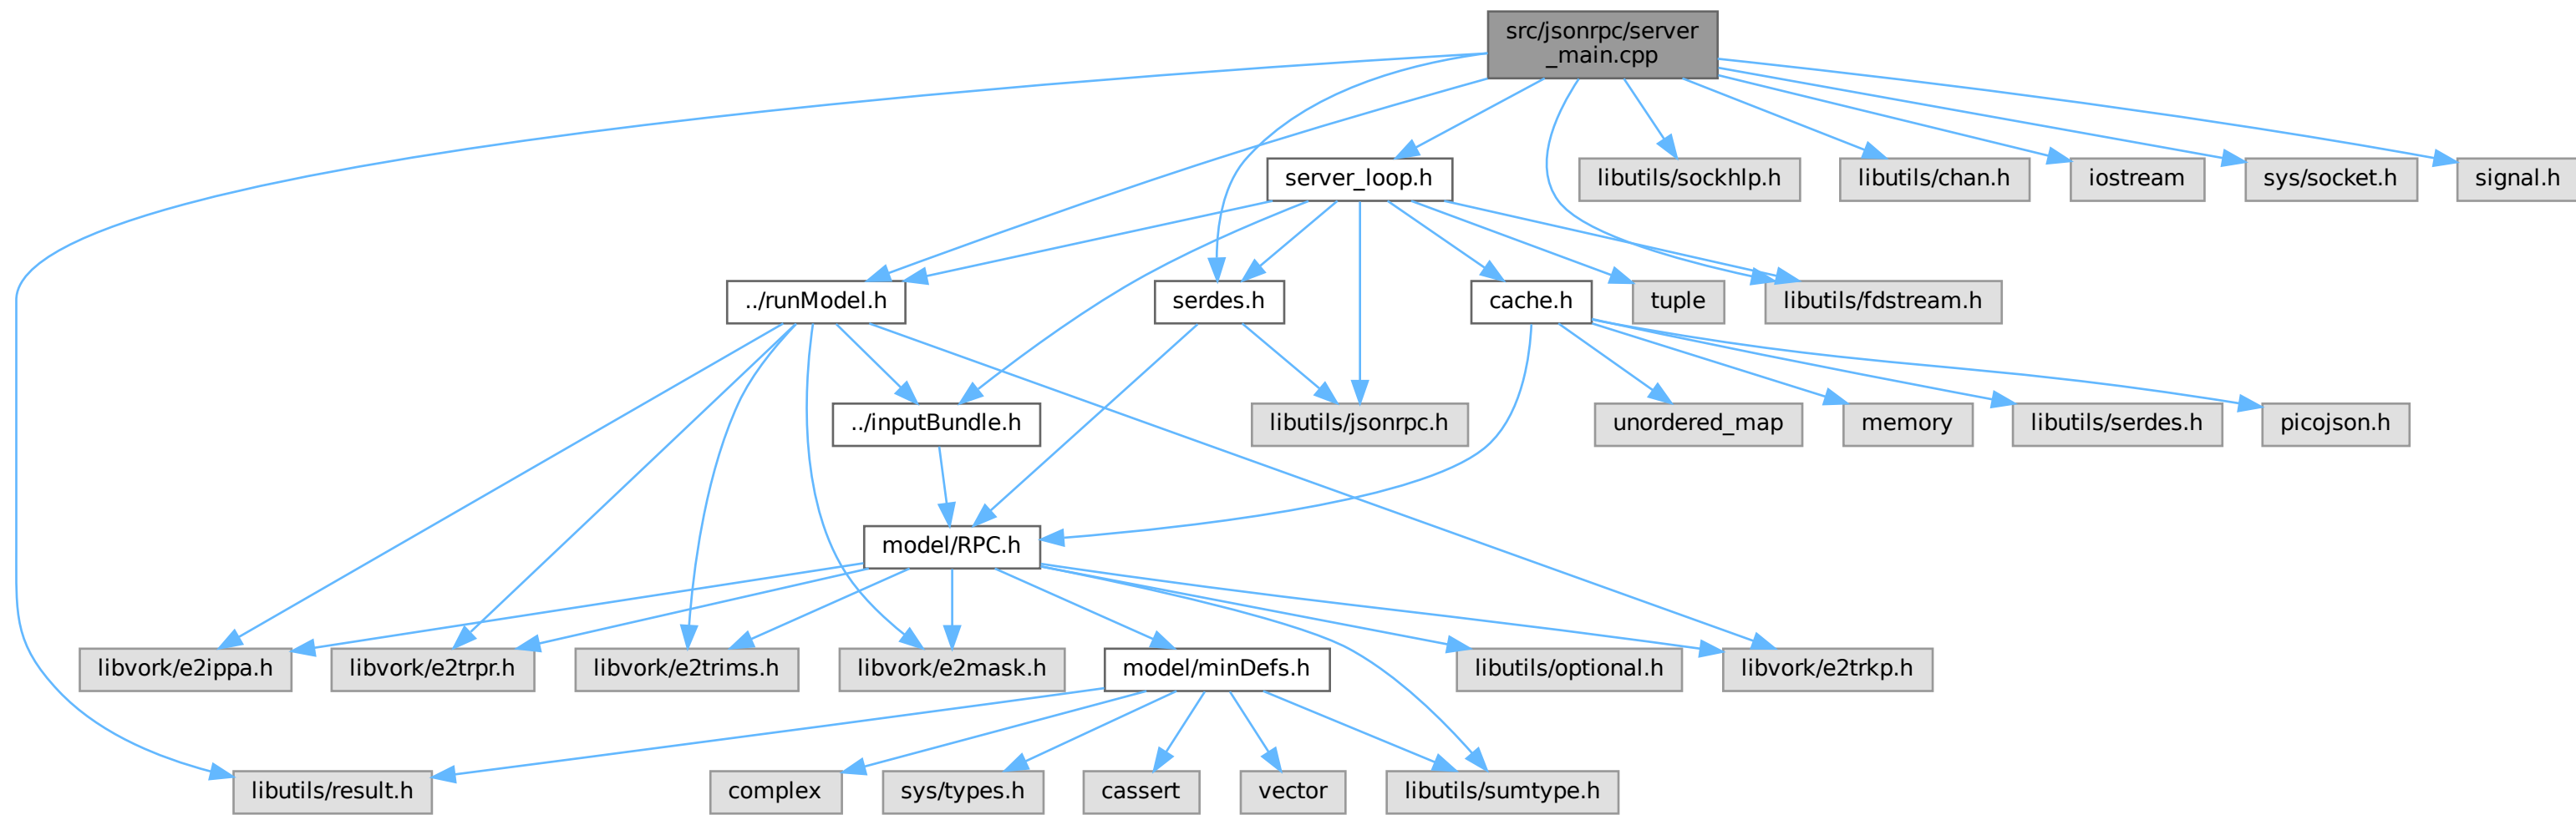 src/jsonrpc/server
_main.cpp
server_loop.h
libutils/sockhlp.h
libutils/chan.h
iostream
sys/socket.h
signal.h
../runModel.h
serdes.h
cache.h
tuple
libutils/fdstream.h
../inputBundle.h
libutils/jsonrpc.h
unordered_map
memory
libutils/serdes.h
picojson.h
model/RPC.h
libvork/e2ippa.h
libvork/e2trpr.h
libvork/e2trims.h
libvork/e2mask.h
model/minDefs.h
libutils/optional.h
libvork/e2trkp.h
libutils/result.h
complex
sys/types.h
cassert
vector
libutils/sumtype.h